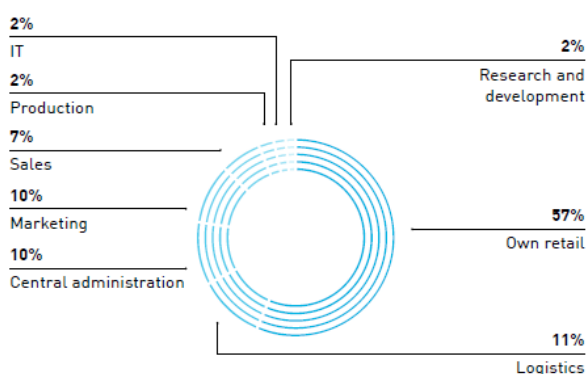 2%
IT
2%
Production
7%
Sales
10%
Marketing
10%
Central administration
2%
Research and
development
57%
Own retail
11%
Logistics